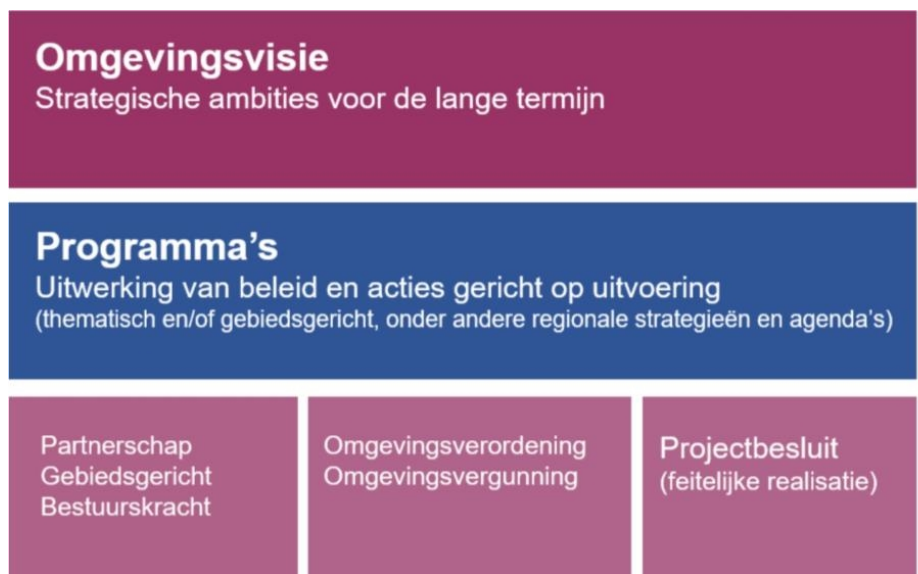 Omgevingsvisie
Strategische ambities voor de lange termijn
Programma's
Uitwerking van beleid en acties gericht op uitvoering
(thematisch en/of gebiedsgericht, onder andere regionale strategieën en agenda's)
Partnerschap
Gebiedsgericht
Bestuurskracht
Omgevingsverordening
Omgevingsvergunning
Projectbesluit
(feitelijke realisatie)